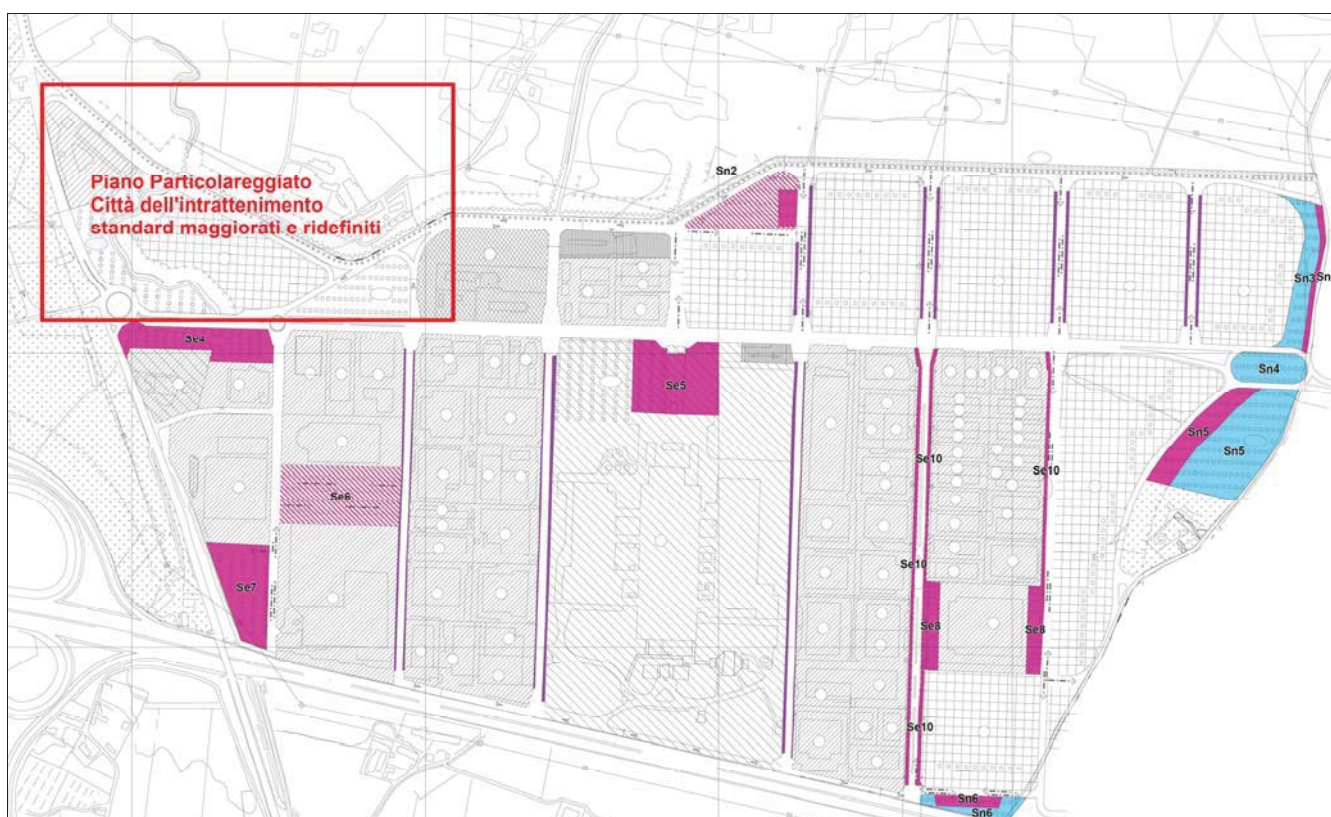 Piano Particolareggiato
Città dell'intrattenimento
standard maggiorati e ridefiniti
Sn2
Sn3
Sn
Se4
Sn4
Se5
Sn5
Sn5
Se10
Se10
Se6
Se10
Se7
Se8
Se8
Se10
Sn6
Sn6